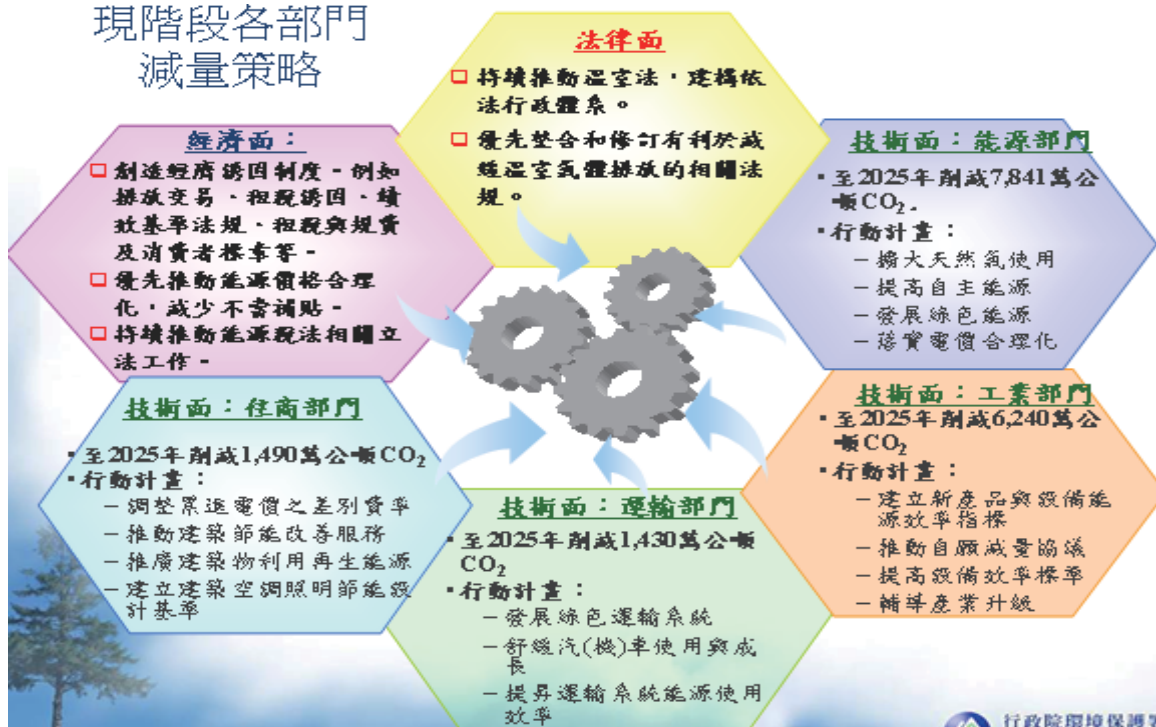 現階段各部門
減量策略
法律面
❑ 持續推動溫室法，建構依
法行政體系。
❑ 優先整合和修訂有利於減
緩溫室氣體排放的相關法
規。
經濟面：
❑ 創造經濟誘因制度，例如
排放交易、租稅誘因、績
效基準法規、租稅與規費
及消費者標章等。
❑ 優先推動能源價格合理
化，減少不當補貼。
❑ 持續推動能源稅法相關立
法工作。
技術面：能源部門
▪至2025年削減7,841萬公
噸CO₂。
▪行動計畫：
－擴大天然氣使用
－提高自主能源
－發展綠色能源
－落實電價合理化
技術面：住商部門
▪至2025年削減1,490萬公噸CO₂
▪行動計畫：
－調整累進電價之差別費率
－推動建築節能改善服務
－推廣建築物利用再生能源
－建立建築空調照明節能設
計基準
技術面：運輸部門
▪至2025年削減1,430萬公噸
CO₂
▪行動計畫：
－發展綠色運輸系統
－舒緩汽(機)車使用與成
長
－提昇運輸系統能源使用
效率
技術面：工業部門
▪至2025年削減6,240萬公
噸CO₂
▪行動計畫：
－建立新產品與設備能
源效率指標
－推動自願減量協議
－提高設備效率標準
－輔導產業升級
行政院環境保護